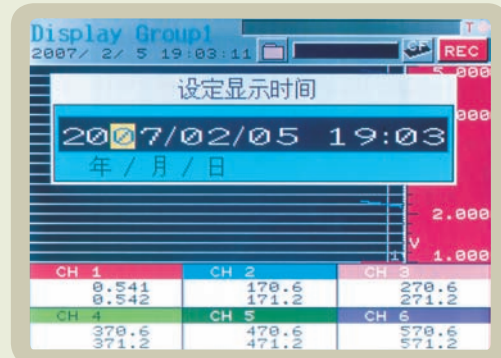 Display Group1
2007/ 2/ 5 19:03:11 CF REC
5.000
设定显示时间
000
2007/02/05 19:03
年 / 月 / 日
2.000
V
1.000
CH 1 CH 2 CH 3
0.541 170.6 270.6
0.542 171.2 271.2
CH 4 CH 5 CH 6
370.6 470.6 570.6
371.2 471.2 571.2